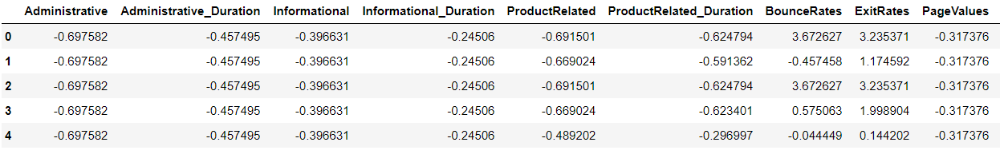 Administrative Administrative_Duration Informational Informational_Duration ProductRelated ProductRelated_Duration BounceRates ExitRates PageValues
0 -0.697582 -0.457495 -0.396631 -0.24506 -0.691501 -0.624794 3.672627 3.235371 -0.317376
1 -0.697582 -0.457495 -0.396631 -0.24506 -0.669024 -0.591362 -0.457458 1.174592 -0.317376
2 -0.697582 -0.457495 -0.396631 -0.24506 -0.691501 -0.624794 3.672627 3.235371 -0.317376
3 -0.697582 -0.457495 -0.396631 -0.24506 -0.669024 -0.623401 0.575063 1.998904 -0.317376
4 -0.697582 -0.457495 -0.396631 -0.24506 -0.489202 -0.296997 -0.044449 0.144202 -0.317376